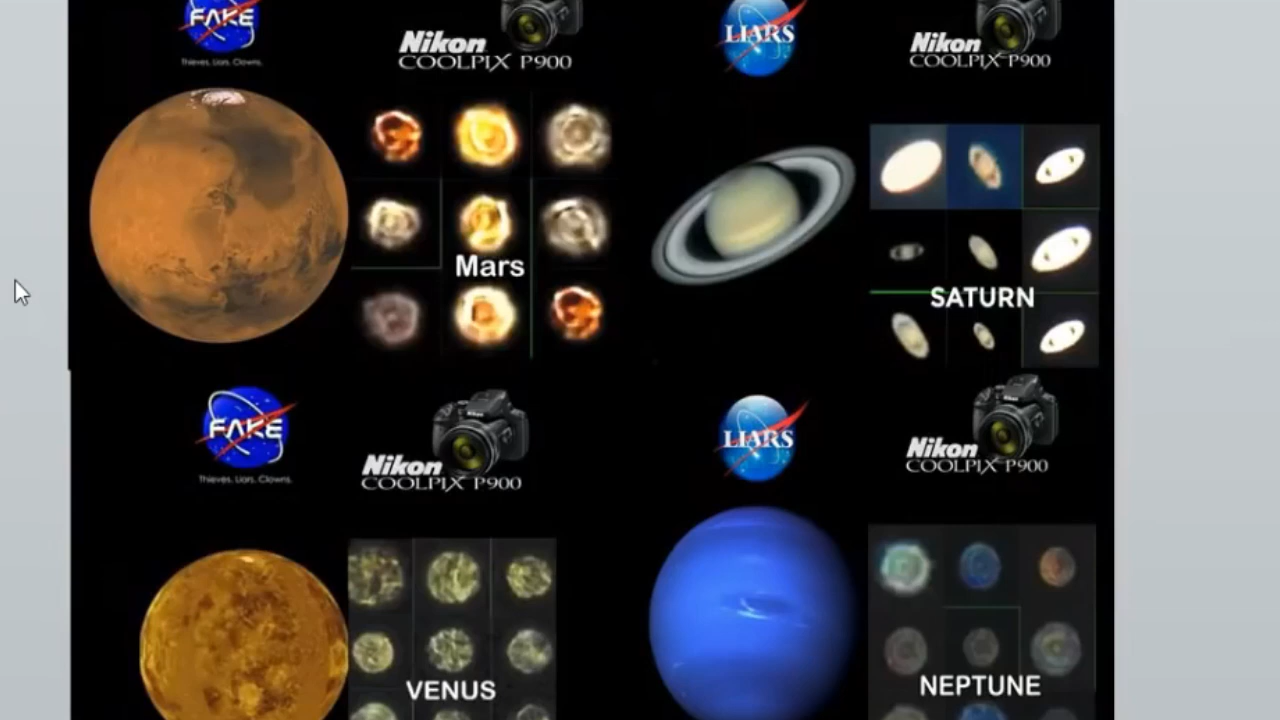 FAKE
Thieves. Liars. Clowns.
Nikon
COOLPIX P900
LIARS
Nikon
COOLPIX P900
Mars
SATURN
FAKE
Thieves. Liars. Clowns.
Nikon
COOLPIX P900
LIARS
Nikon
COOLPIX P900
VENUS
NEPTUNE